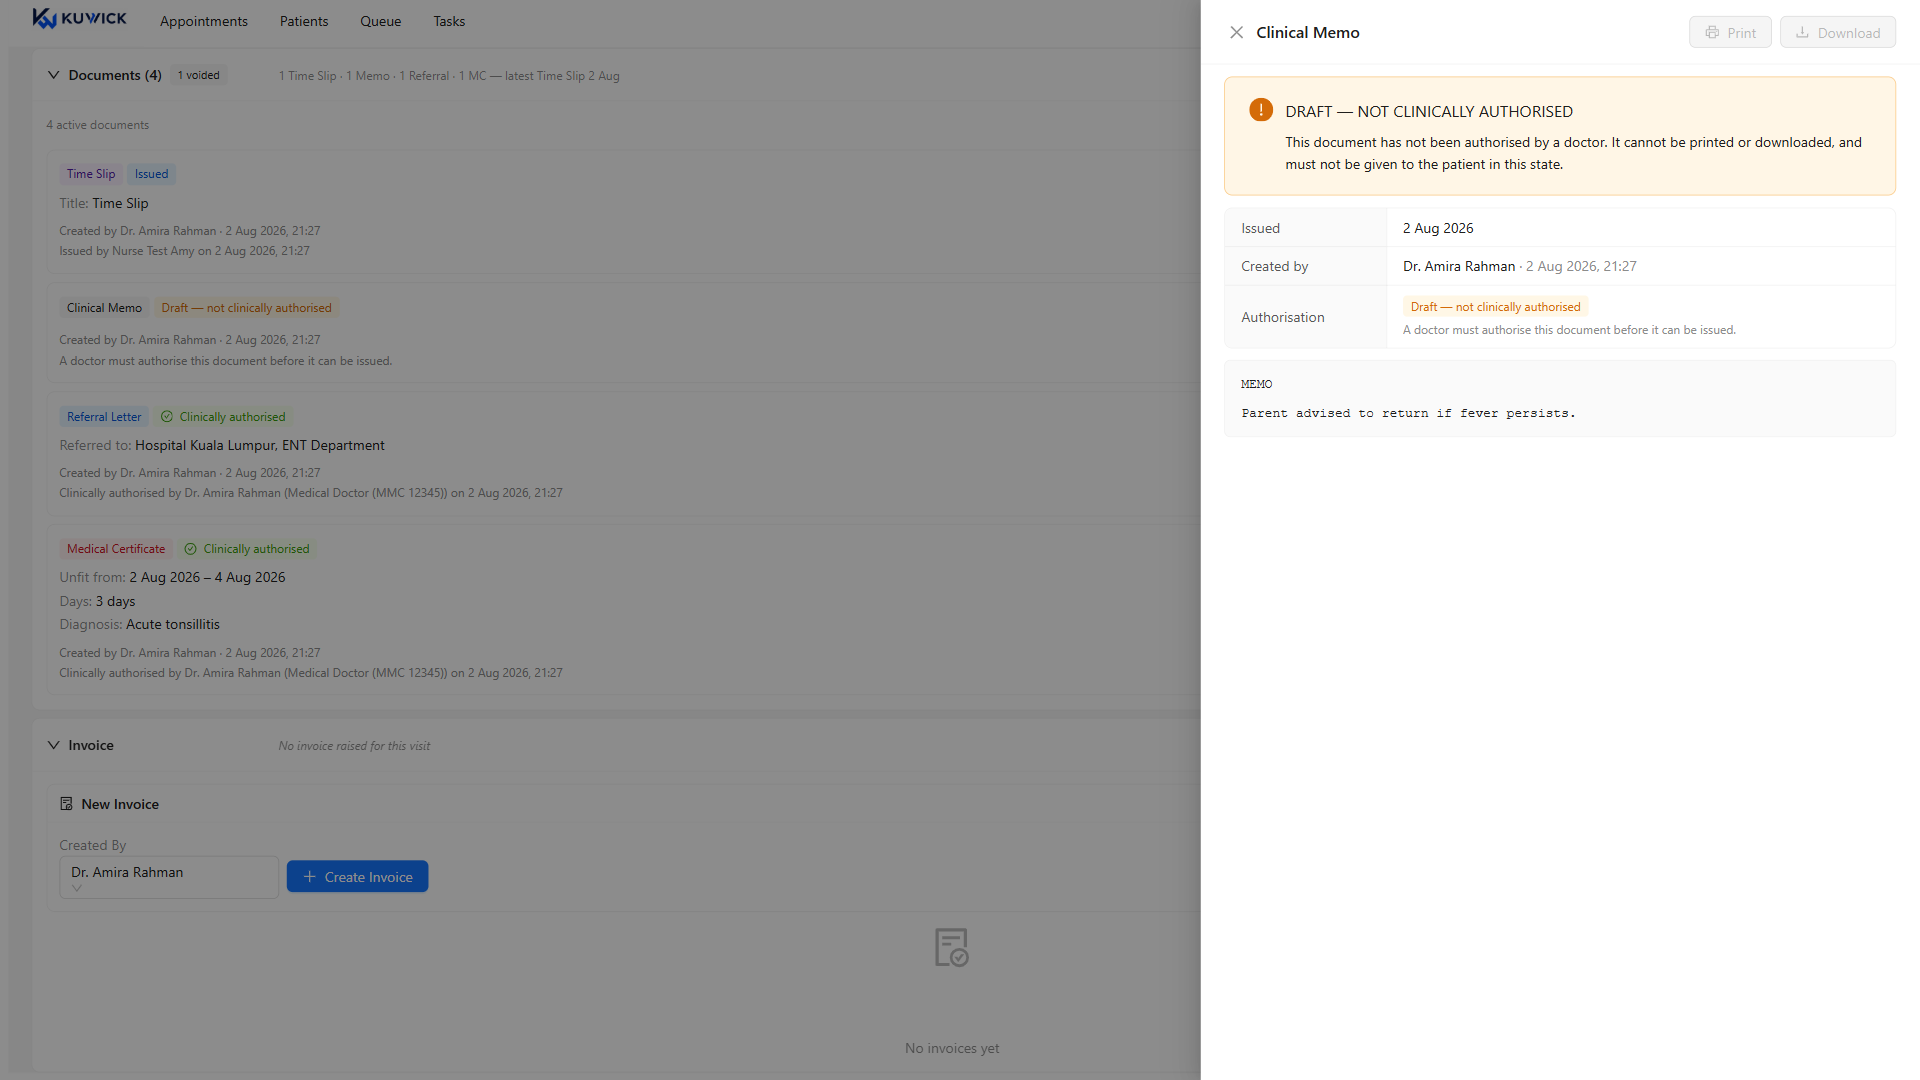 KUWICK
Appointments
Patients
Queue
Tasks
Documents (4)
1 voided
1 Time Slip · 1 Memo · 1 Referral · 1 MC — latest Time Slip 2 Aug
4 active documents
Time Slip
Issued
Title: Time Slip
Created by Dr. Amira Rahman · 2 Aug 2026, 21:27
Issued by Nurse Test Amy on 2 Aug 2026, 21:27
Clinical Memo
Draft — not clinically authorised
Created by Dr. Amira Rahman · 2 Aug 2026, 21:27
A doctor must authorise this document before it can be issued.
Referral Letter
Clinically authorised
Referred to: Hospital Kuala Lumpur, ENT Department
Created by Dr. Amira Rahman · 2 Aug 2026, 21:27
Clinically authorised by Dr. Amira Rahman (Medical Doctor (MMC 12345)) on 2 Aug 2026, 21:27
Medical Certificate
Clinically authorised
Unfit from: 2 Aug 2026 – 4 Aug 2026
Days: 3 days
Diagnosis: Acute tonsillitis
Created by Dr. Amira Rahman · 2 Aug 2026, 21:27
Clinically authorised by Dr. Amira Rahman (Medical Doctor (MMC 12345)) on 2 Aug 2026, 21:27
Invoice
No invoice raised for this visit
New Invoice
Created By
Dr. Amira Rahman
Create Invoice
No invoices yet
Clinical Memo
Print
Download
DRAFT — NOT CLINICALLY AUTHORISED
This document has not been authorised by a doctor. It cannot be printed or downloaded, and
must not be given to the patient in this state.
Issued
2 Aug 2026
Created by
Dr. Amira Rahman · 2 Aug 2026, 21:27
Authorisation
Draft — not clinically authorised
A doctor must authorise this document before it can be issued.
MEMO
Parent advised to return if fever persists.